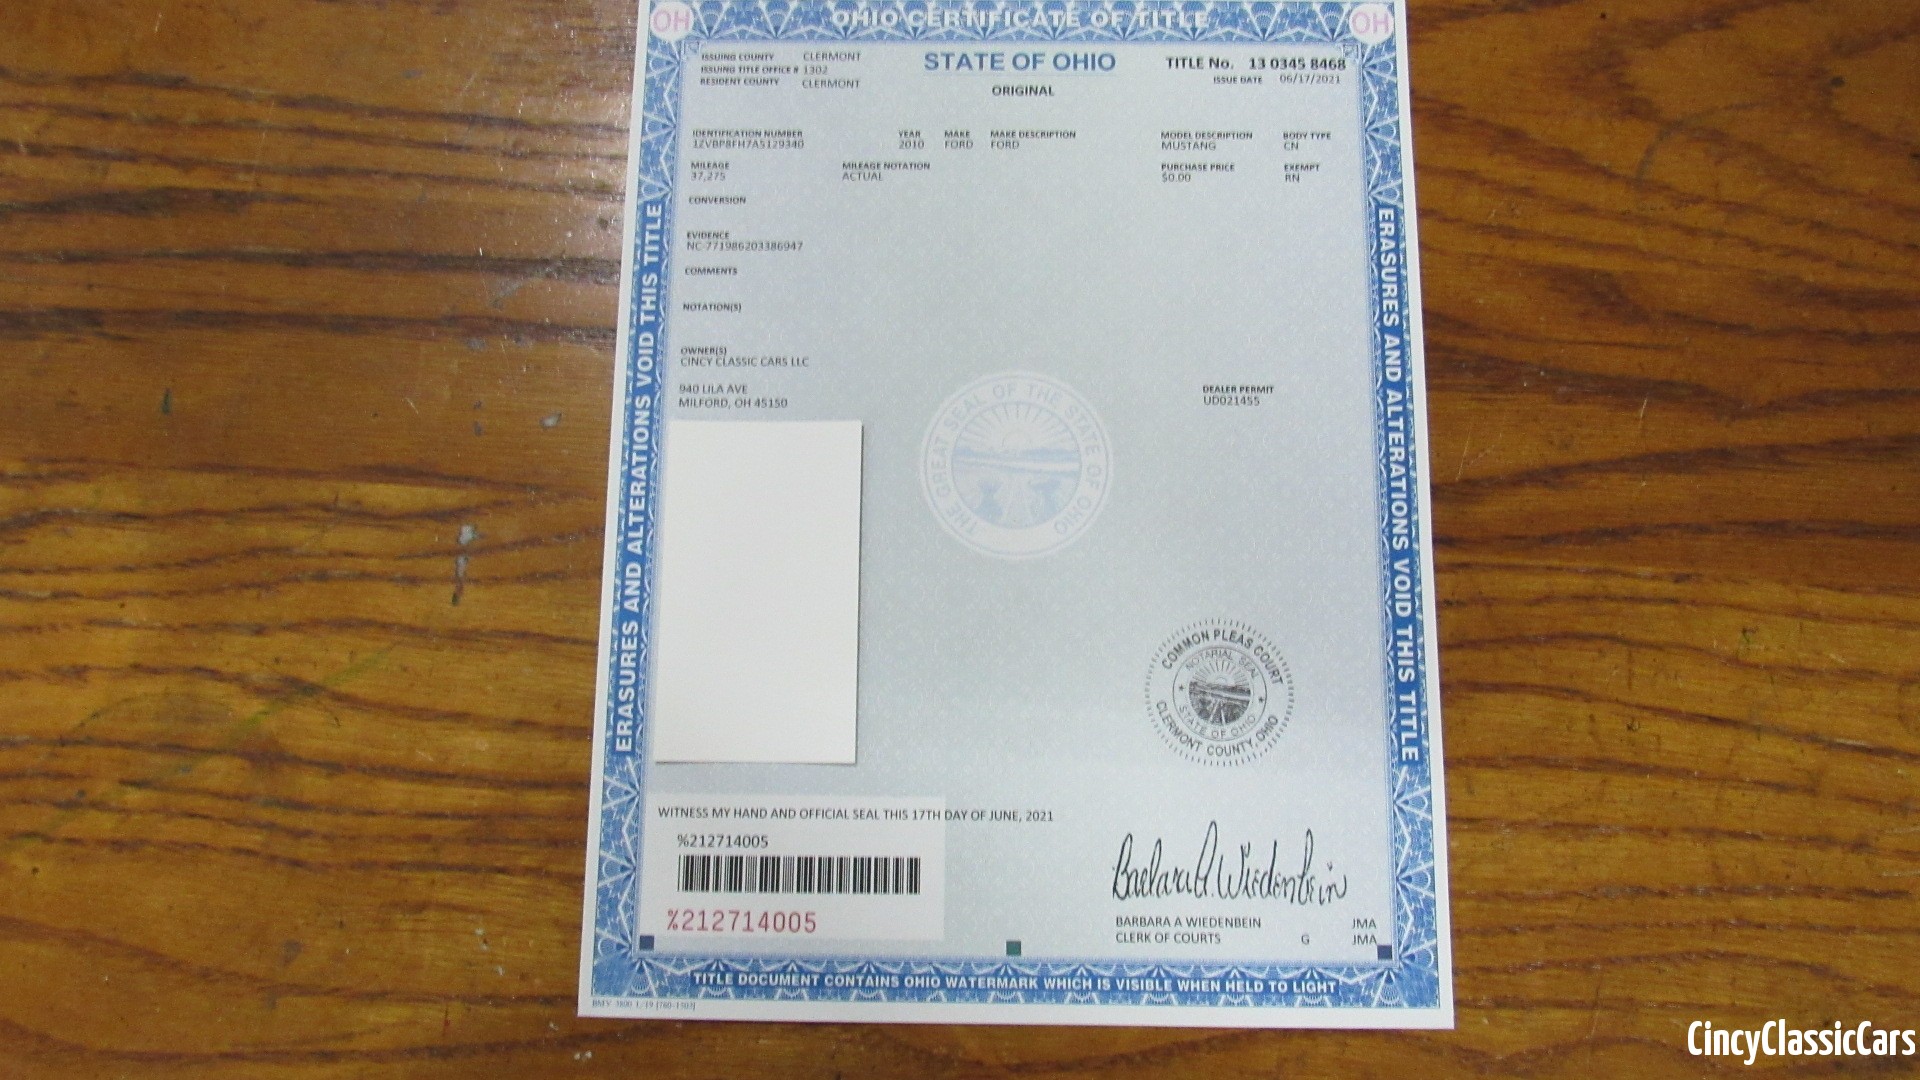 OH OHIO CERTIFICATE OF TITLE OH
ISSUING COUNTY CLERMONT
ISSUING TITLE OFFICE # 1302
RESIDENT COUNTY CLERMONT
STATE OF OHIO
ORIGINAL
TITLE No. 13 0345 8468
ISSUE DATE 06/17/2021
IDENTIFICATION NUMBER YEAR MAKE MAKE DESCRIPTION MODEL DESCRIPTION BODY TYPE
1ZVBP8FH7A5129340 2010 FORD FORD MUSTANG CN
MILEAGE MILEAGE NOTATION PURCHASE PRICE EXEMPT
37,275 ACTUAL $0.00 RN
CONVERSION
EVIDENCE
NC-771986203386947
COMMENTS
NOTATION(S)
OWNER(S)
CINCY CLASSIC CARS LLC
940 LILA AVE
MILFORD, OH 45150
DEALER PERMIT
UD021455
THE GREAT SEAL OF THE STATE OF OHIO
COMMON PLEAS COURT
NOTARIAL SEAL
STATE OF OHIO
CLERMONT COUNTY, OHIO
WITNESS MY HAND AND OFFICIAL SEAL THIS 17TH DAY OF JUNE, 2021
%212714005
%212714005
Barbara A. Wiedenbein
BARBARA A WIEDENBEIN JMA
CLERK OF COURTS G JMA
ERASURES AND ALTERATIONS VOID THIS TITLE
ERASURES AND ALTERATIONS VOID THIS TITLE
TITLE DOCUMENT CONTAINS OHIO WATERMARK WHICH IS VISIBLE WHEN HELD TO LIGHT
CincyClassicCars